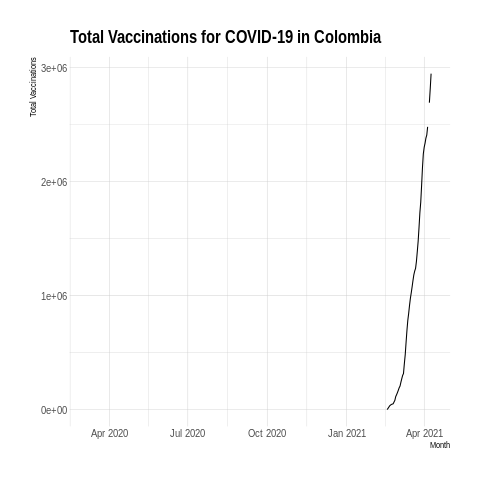 Total Vaccinations for COVID-19 in Colombia
Total Vaccinations
3e+06
2e+06
1e+06
0e+00
Apr 2020 Jul 2020 Oct 2020 Jan 2021 Apr 2021
Month